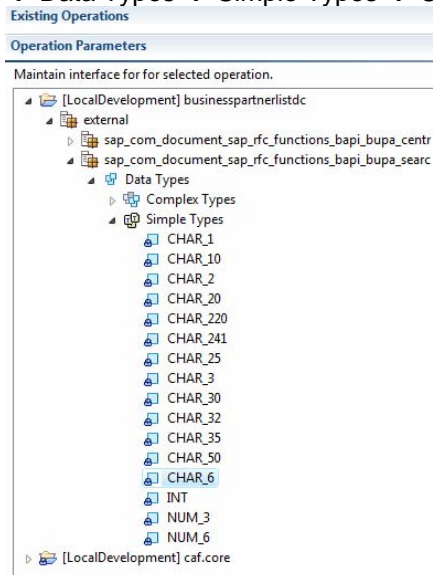 Existing Operations
Operation Parameters
Maintain interface for for selected operation.
[LocalDevelopment] businesspartnerlistdc
external
sap_com_document_sap_rfc_functions_bapi_bupa_centr
sap_com_document_sap_rfc_functions_bapi_bupa_searc
Data Types
Complex Types
Simple Types
CHAR_1
CHAR_10
CHAR_2
CHAR_20
CHAR_220
CHAR_241
CHAR_25
CHAR_3
CHAR_30
CHAR_32
CHAR_35
CHAR_50
CHAR_6
INT
NUM_3
NUM_6
[LocalDevelopment] caf.core